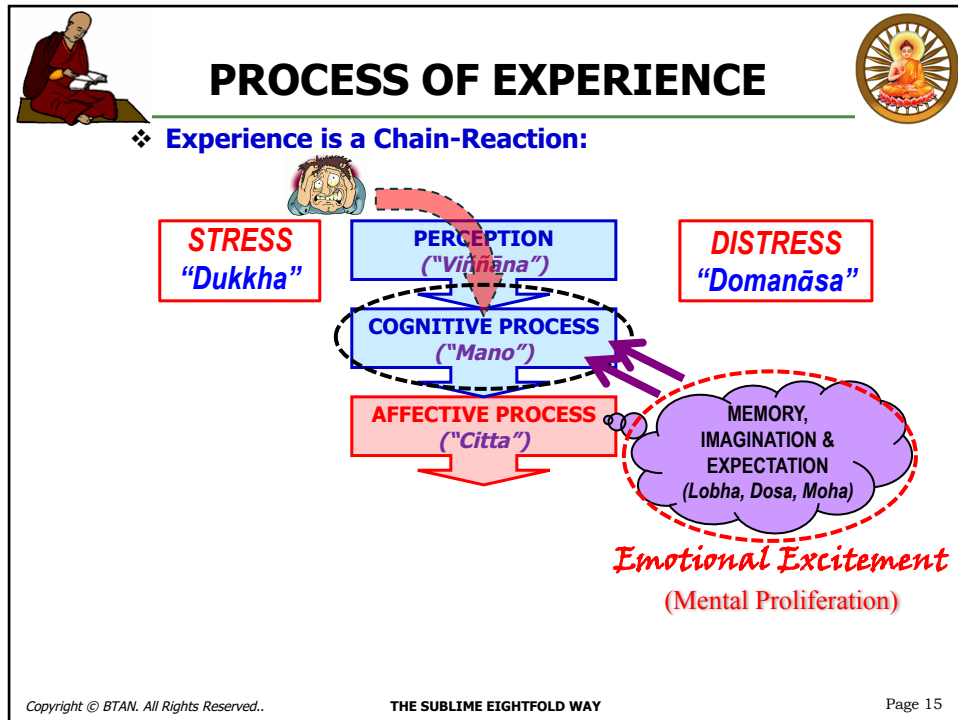 PROCESS OF EXPERIENCE
❖ Experience is a Chain-Reaction:
STRESS
“Dukkha”
PERCEPTION
(“Viññāna”)
DISTRESS
“Domanāsa”
COGNITIVE PROCESS
(“Mano”)
AFFECTIVE PROCESS
(“Citta”)
MEMORY,
IMAGINATION &
EXPECTATION
(Lobha, Dosa, Moha)
Emotional Excitement
(Mental Proliferation)
Copyright © BTAN. All Rights Reserved..
THE SUBLIME EIGHTFOLD WAY
Page 15